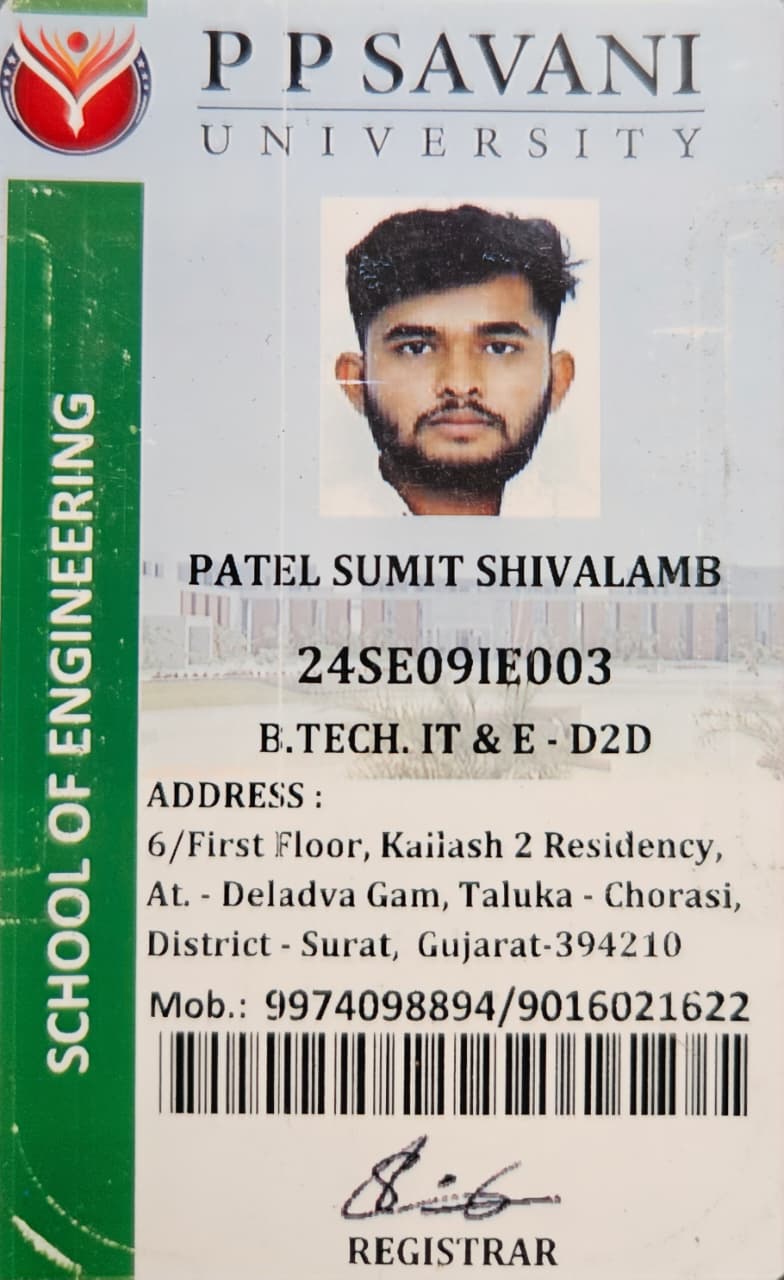 P P SAVANI
UNIVERSITY
SCHOOL OF ENGINEERING
PATEL SUMIT SHIVALAMB
24SE09IE003
B.TECH. IT & E - D2D
ADDRESS :
6/First Floor, Kailash 2 Residency,
At. - Deladva Gam, Taluka - Chorasi,
District - Surat, Gujarat-394210
Mob.: 9974098894/9016021622
REGISTRAR